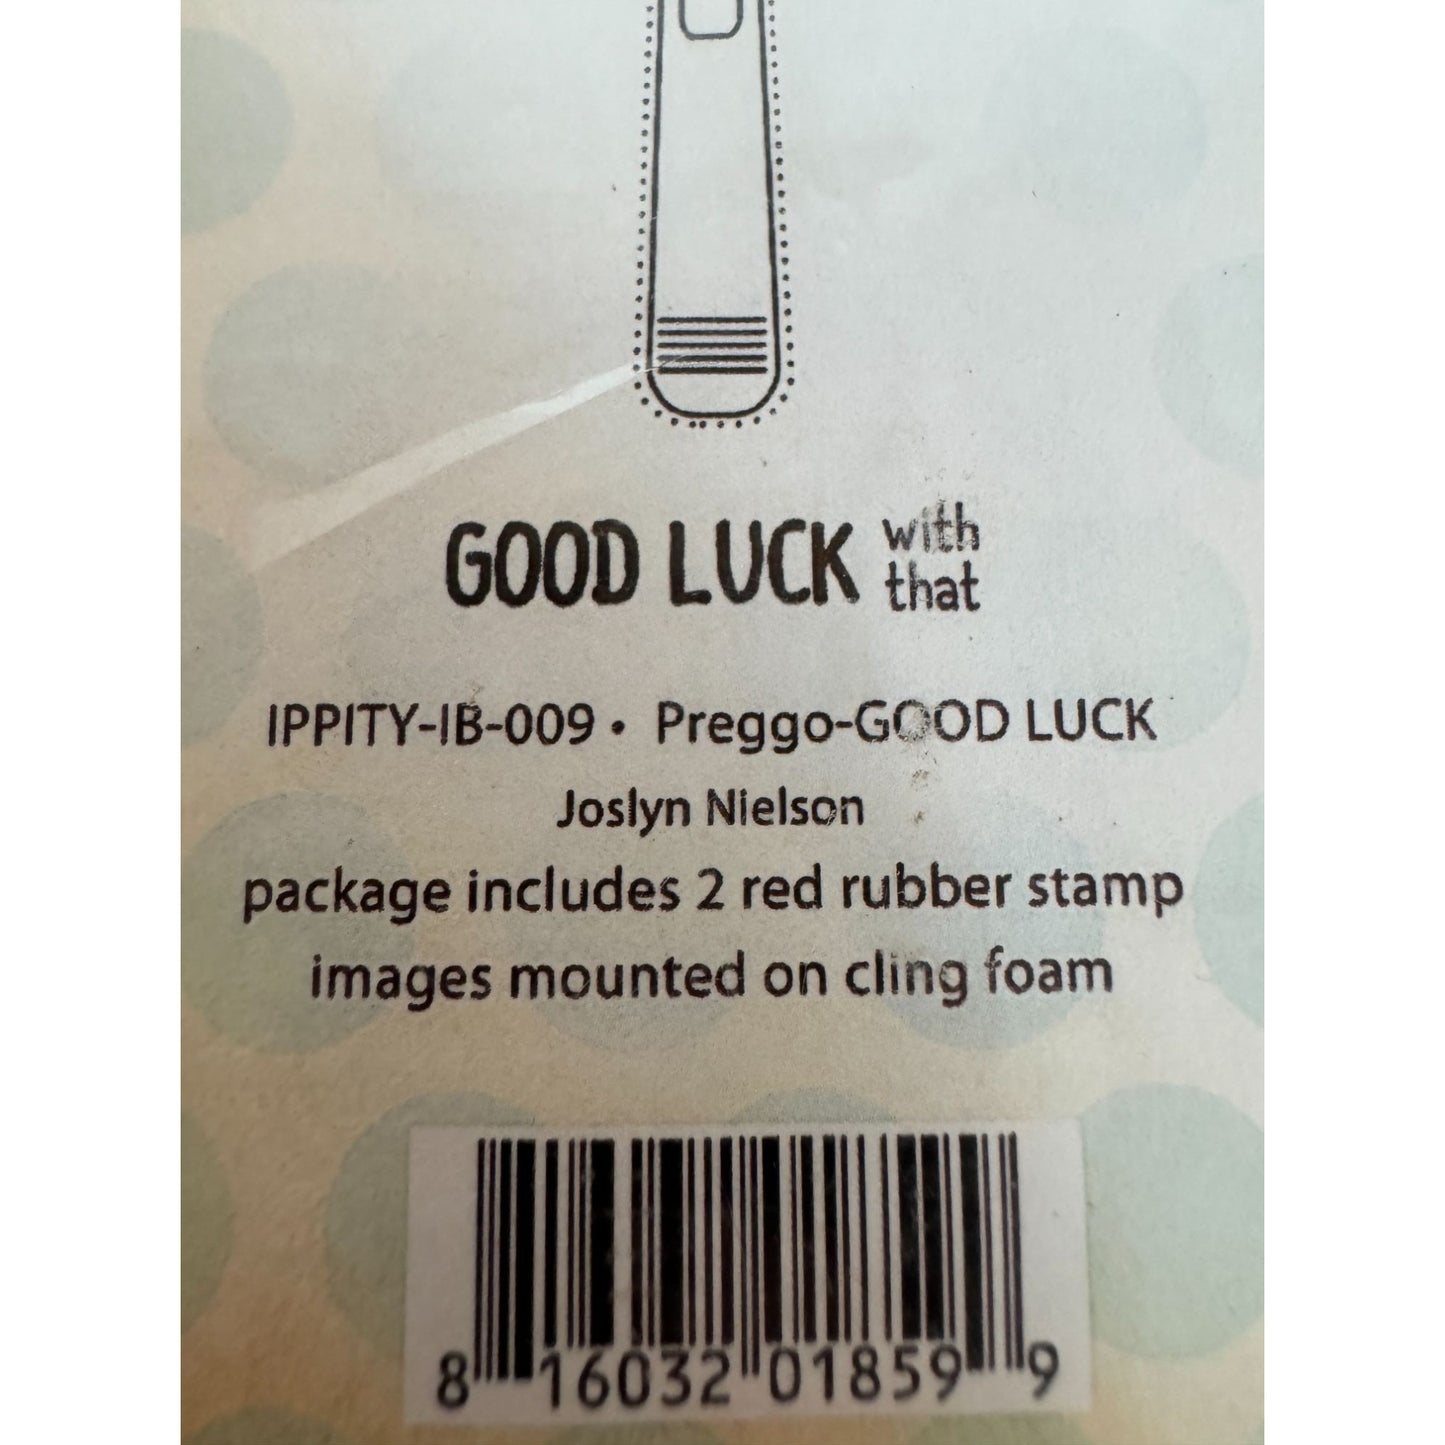 GOOD LUCK with that
IPPITY-IB-009 • Preggo-GOOD LUCK
Joslyn Nielson
package includes 2 red rubber stamp
images mounted on cling foam
8 16032 01859 9